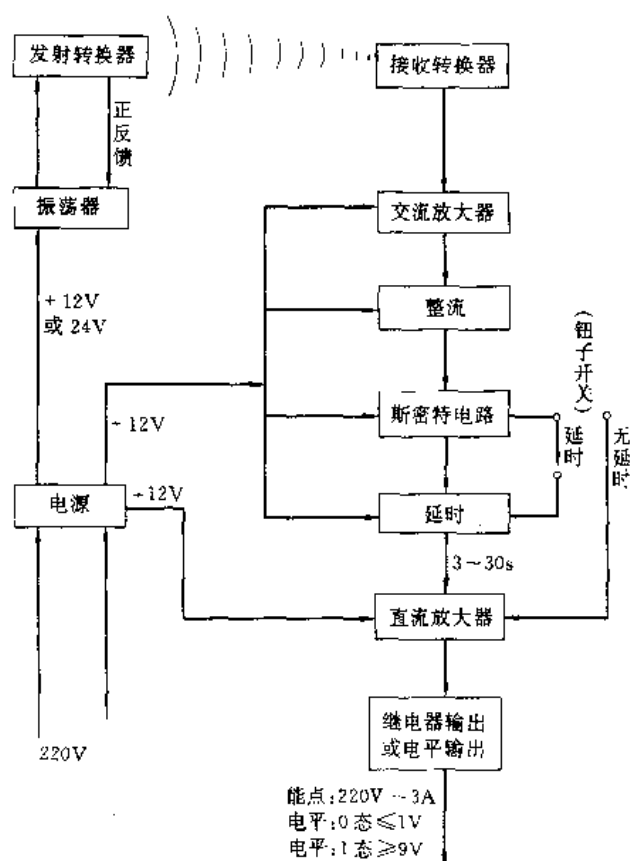 发射转换器
接收转换器
正反馈
振荡器
交流放大器
+12V
或 24V
整流
(钮子开关)
+12V
斯密特电路
延时
无延时
电源
+12V
延时
3～30s
直流放大器
220V
继电器输出
或电平输出
能点:220V－3A
电平:0 态≤1V
电平:1 态≥9V